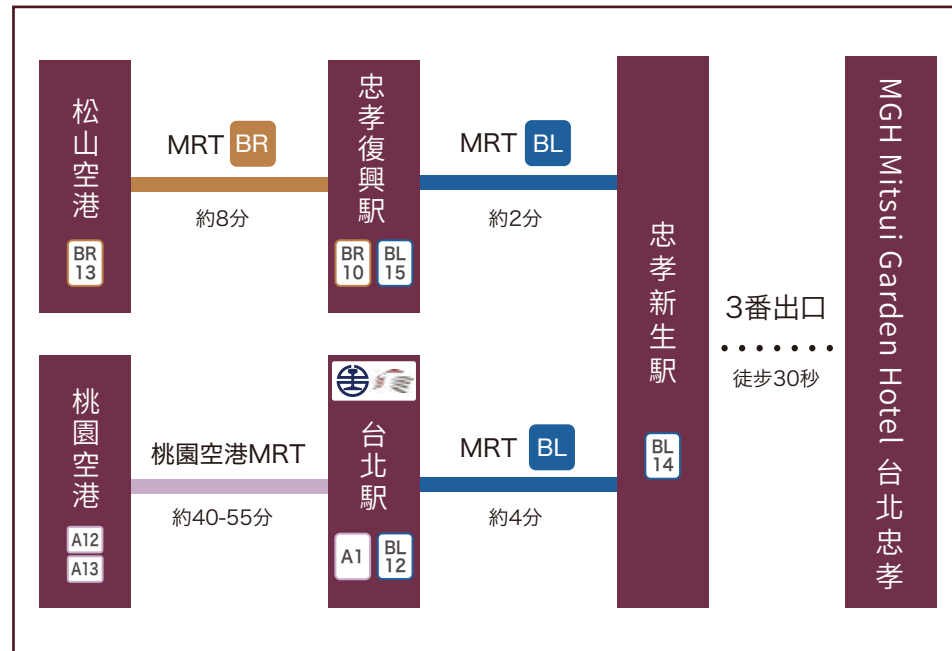 松山空港
BR
13
MRT BR
約8分
忠孝復興駅
BR
10
BL
15
MRT BL
約2分
桃園空港
A12
A13
桃園空港MRT
約40-55分
台北駅
A1
BL
12
MRT BL
約4分
忠孝新生駅
BL
14
3番出口
徒歩30秒
MGH Mitsui Garden Hotel 台北忠孝